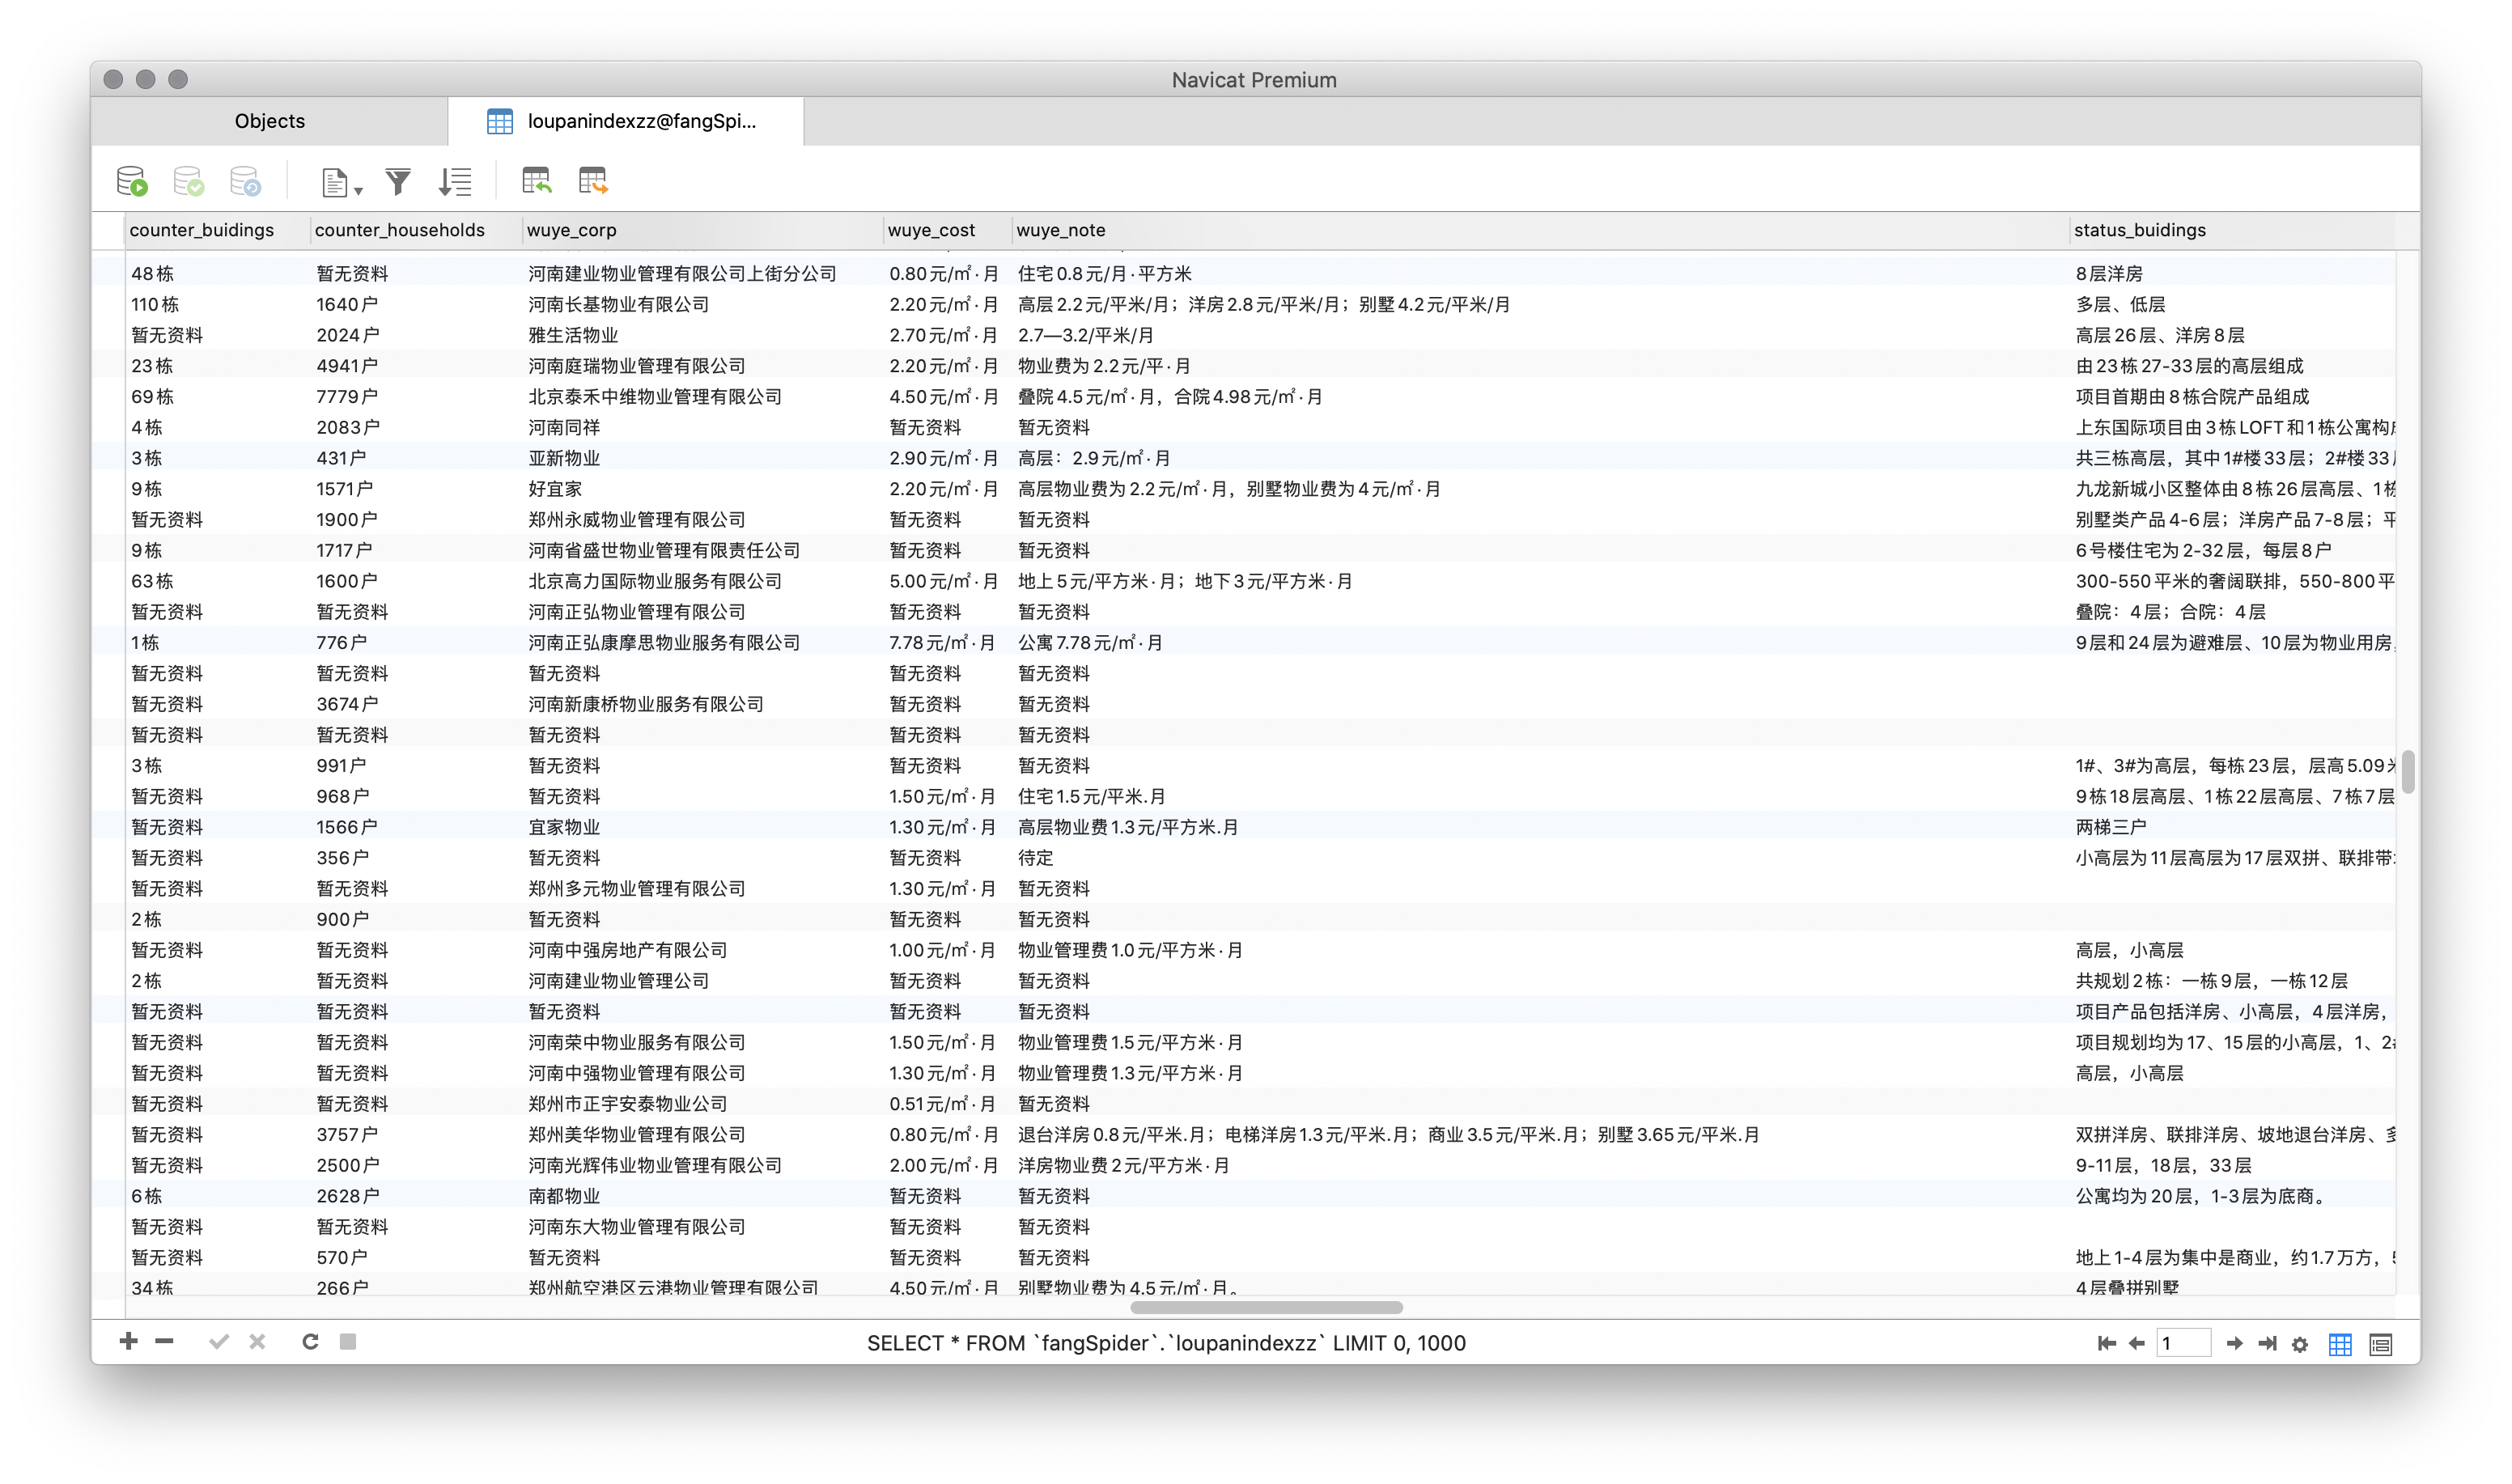 Navicat Premium
Objects loupanindexzz@fangSpi...
counter_buidings counter_households wuye_corp wuye_cost wuye_note status_buidings
48栋 暂无资料 河南建业物业管理有限公司上街分公司 0.80元/㎡·月 住宅0.8元/月·平方米 8层洋房
110栋 1640户 河南长基物业有限公司 2.20元/㎡·月 高层2.2元/平米/月；洋房2.8元/平米/月；别墅4.2元/平米/月 多层、低层
暂无资料 2024户 雅生活物业 2.70元/㎡·月 2.7—3.2/平米/月 高层26层、洋房8层
23栋 4941户 河南庭瑞物业管理有限公司 2.20元/㎡·月 物业费为2.2元/平·月 由23栋27-33层的高层组成
69栋 7779户 北京泰禾中维物业管理有限公司 4.50元/㎡·月 叠院4.5元/㎡·月，合院4.98元/㎡·月 项目首期由8栋合院产品组成
4栋 2083户 河南同祥 暂无资料 暂无资料 上东国际项目由3栋LOFT和1栋公寓构
3栋 431户 亚新物业 2.90元/㎡·月 高层：2.9元/㎡·月 共三栋高层，其中1#楼33层；2#楼33
9栋 1571户 好宜家 2.20元/㎡·月 高层物业费为2.2元/㎡·月，别墅物业费为4元/㎡·月 九龙新城小区整体由8栋26层高层、1栋
暂无资料 1900户 郑州永威物业管理有限公司 暂无资料 暂无资料 别墅类产品4-6层；洋房产品7-8层；平
9栋 1717户 河南省盛世物业管理有限责任公司 暂无资料 暂无资料 6号楼住宅为2-32层，每层8户
63栋 1600户 北京高力国际物业服务有限公司 5.00元/㎡·月 地上5元/平方米·月；地下3元/平方米·月 300-550平米的奢阔联排，550-800平
暂无资料 暂无资料 河南正弘物业管理有限公司 暂无资料 暂无资料 叠院：4层；合院：4层
1栋 776户 河南正弘康摩思物业服务有限公司 7.78元/㎡·月 公寓7.78元/㎡·月 9层和24层为避难层、10层为物业用房
暂无资料 暂无资料 暂无资料 暂无资料 暂无资料
暂无资料 3674户 河南新康桥物业服务有限公司 暂无资料 暂无资料
暂无资料 暂无资料 暂无资料 暂无资料 暂无资料
3栋 991户 暂无资料 暂无资料 暂无资料 1#、3#为高层，每栋23层，层高5.09米
暂无资料 968户 暂无资料 1.50元/㎡·月 住宅1.5元/平米.月 9栋18层高层、1栋22层高层、7栋7层
暂无资料 1566户 宜家物业 1.30元/㎡·月 高层物业费1.3元/平方米.月 两梯三户
暂无资料 356户 暂无资料 暂无资料 待定 小高层为11层高层为17层双拼、联排带
暂无资料 暂无资料 郑州多元物业管理有限公司 1.30元/㎡·月 暂无资料
2栋 900户 暂无资料 暂无资料 暂无资料
暂无资料 暂无资料 河南中强房地产有限公司 1.00元/㎡·月 物业管理费1.0元/平方米·月 高层，小高层
2栋 暂无资料 河南建业物业管理公司 暂无资料 暂无资料 共规划2栋：一栋9层，一栋12层
暂无资料 暂无资料 暂无资料 暂无资料 暂无资料 项目产品包括洋房、小高层，4层洋房，
暂无资料 暂无资料 河南荣中物业服务有限公司 1.50元/㎡·月 物业管理费1.5元/平方米·月 项目规划均为17、15层的小高层，1、2#
暂无资料 暂无资料 河南中强物业管理有限公司 1.30元/㎡·月 物业管理费1.3元/平方米·月 高层，小高层
暂无资料 暂无资料 郑州市正宇安泰物业公司 0.51元/㎡·月 暂无资料
暂无资料 3757户 郑州美华物业管理有限公司 0.80元/㎡·月 退台洋房0.8元/平米.月；电梯洋房1.3元/平米.月；商业3.5元/平米.月；别墅3.65元/平米.月 双拼洋房、联排洋房、坡地退台洋房、多
暂无资料 2500户 河南光辉伟业物业管理有限公司 2.00元/㎡·月 洋房物业费2元/平方米·月 9-11层，18层，33层
6栋 2628户 南都物业 暂无资料 暂无资料 公寓均为20层，1-3层为底商。
暂无资料 暂无资料 河南东大物业管理有限公司 暂无资料 暂无资料
暂无资料 570户 暂无资料 暂无资料 暂无资料 地上1-4层为集中是商业，约1.7万方，
34栋 266户 郑州航空港区云港物业管理有限公司 4.50元/㎡·月 别墅物业费为4.5元/㎡·月。 4层叠拼别墅
SELECT * FROM `fangSpider`.`loupanindexzz` LIMIT 0, 1000 1